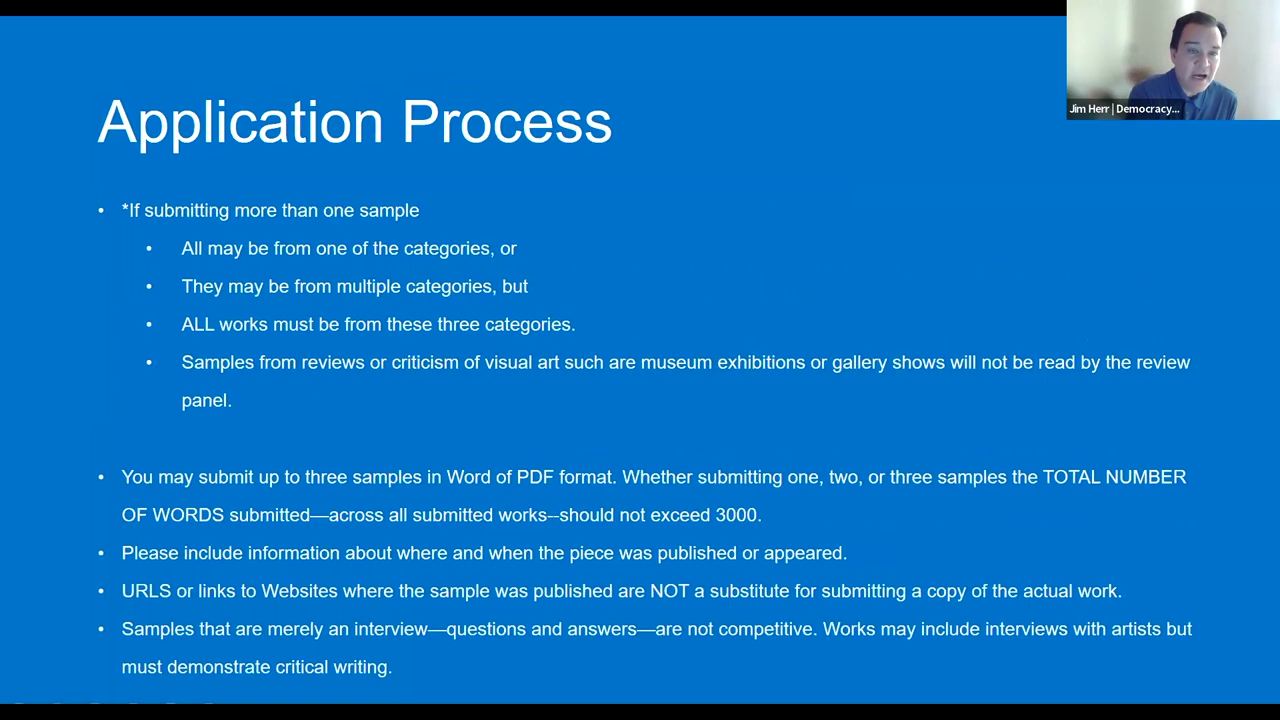 Jim Herr | Democracy...
Application Process
• *If submitting more than one sample
• All may be from one of the categories, or
• They may be from multiple categories, but
• ALL works must be from these three categories.
• Samples from reviews or criticism of visual art such are museum exhibitions or gallery shows will not be read by the review
panel.
• You may submit up to three samples in Word of PDF format. Whether submitting one, two, or three samples the TOTAL NUMBER
OF WORDS submitted—across all submitted works--should not exceed 3000.
• Please include information about where and when the piece was published or appeared.
• URLS or links to Websites where the sample was published are NOT a substitute for submitting a copy of the actual work.
• Samples that are merely an interview—questions and answers—are not competitive. Works may include interviews with artists but
must demonstrate critical writing.